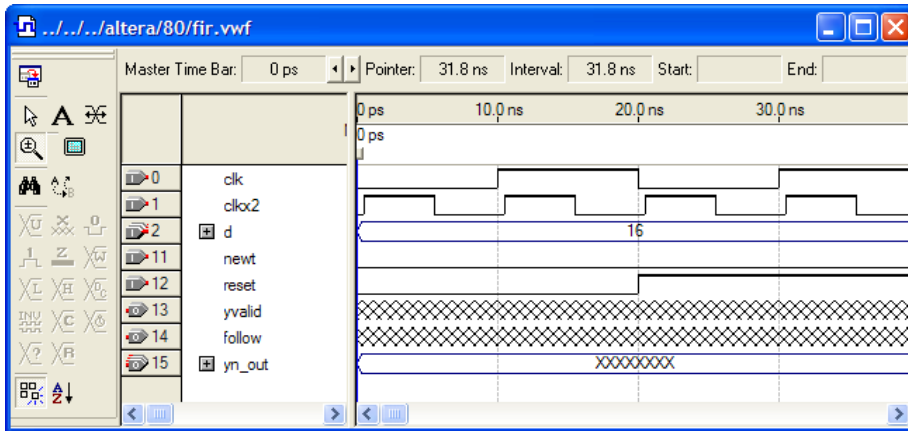 ../../../altera/80/fir.vwf
Master Time Bar: 0 ps Pointer: 31.8 ns Interval: 31.8 ns Start: End:
0 ps 10.0 ns 20.0 ns 30.0 ns
0 ps
0 clk
1 clkx2
2 d 16
11 newt
12 reset
13 yvalid
14 follow
15 yn_out XXXXXXXX